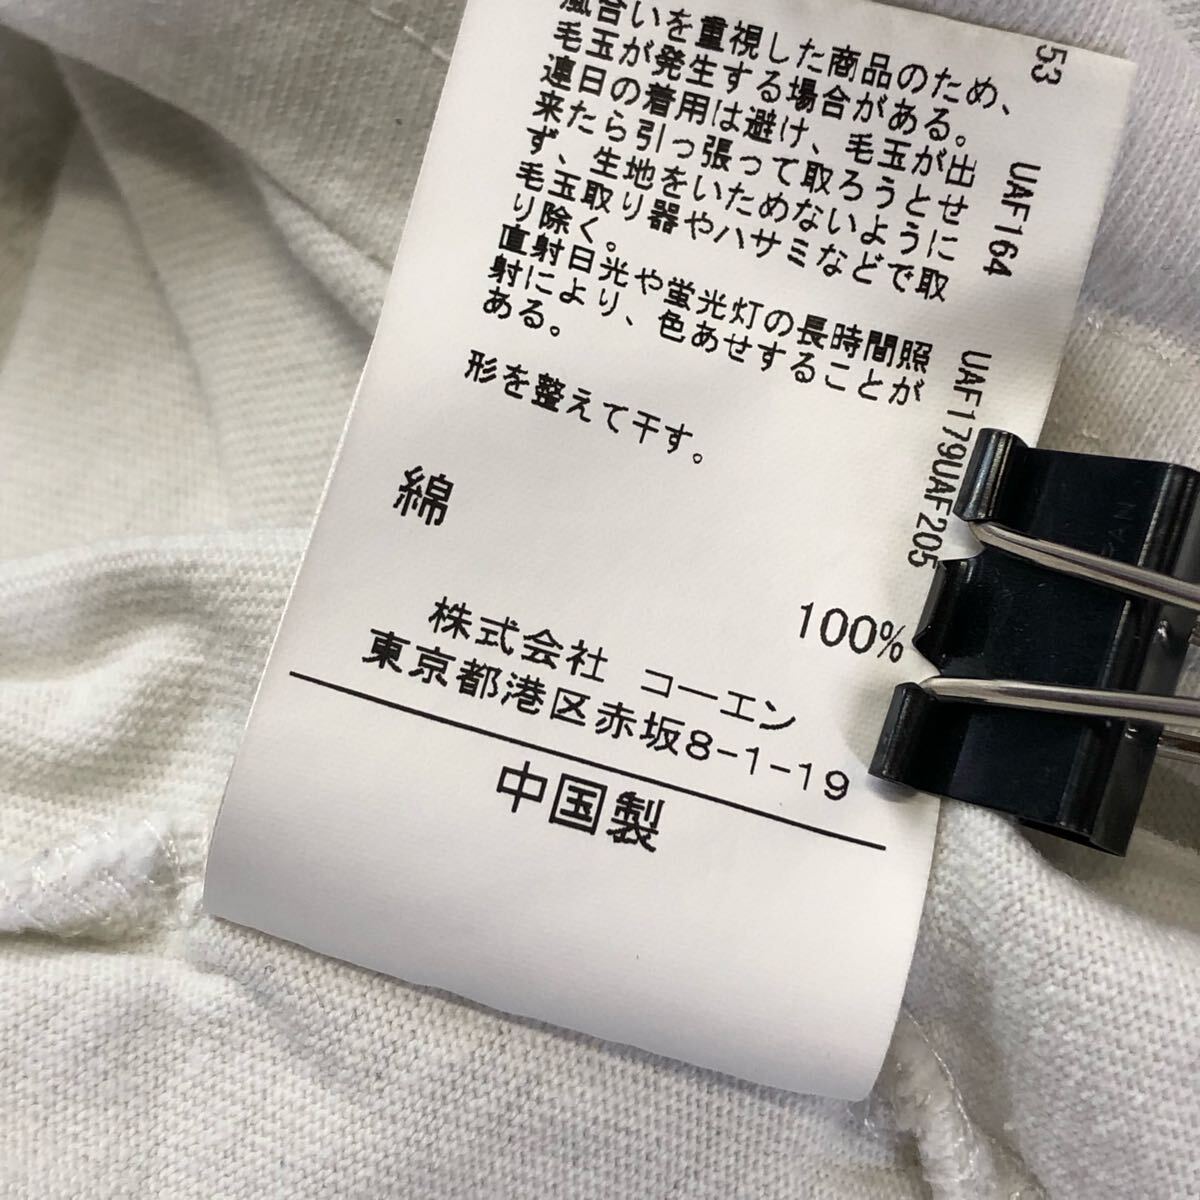 風合いを重視した商品のため、
毛玉が発生する場合がある。
連日の着用は避け、毛玉が出
来たら引っ張って取ろうとせ
ず、生地をいためないように
毛玉取り器やハサミなどで取
り除く。
直射日光や蛍光灯の長時間照
射により、色あせすることが
ある。
形を整えて干す。
綿
100%
株式会社 コーエン
東京都港区赤坂8-1-19
中国製
53
UAF164
UAF179UAF205